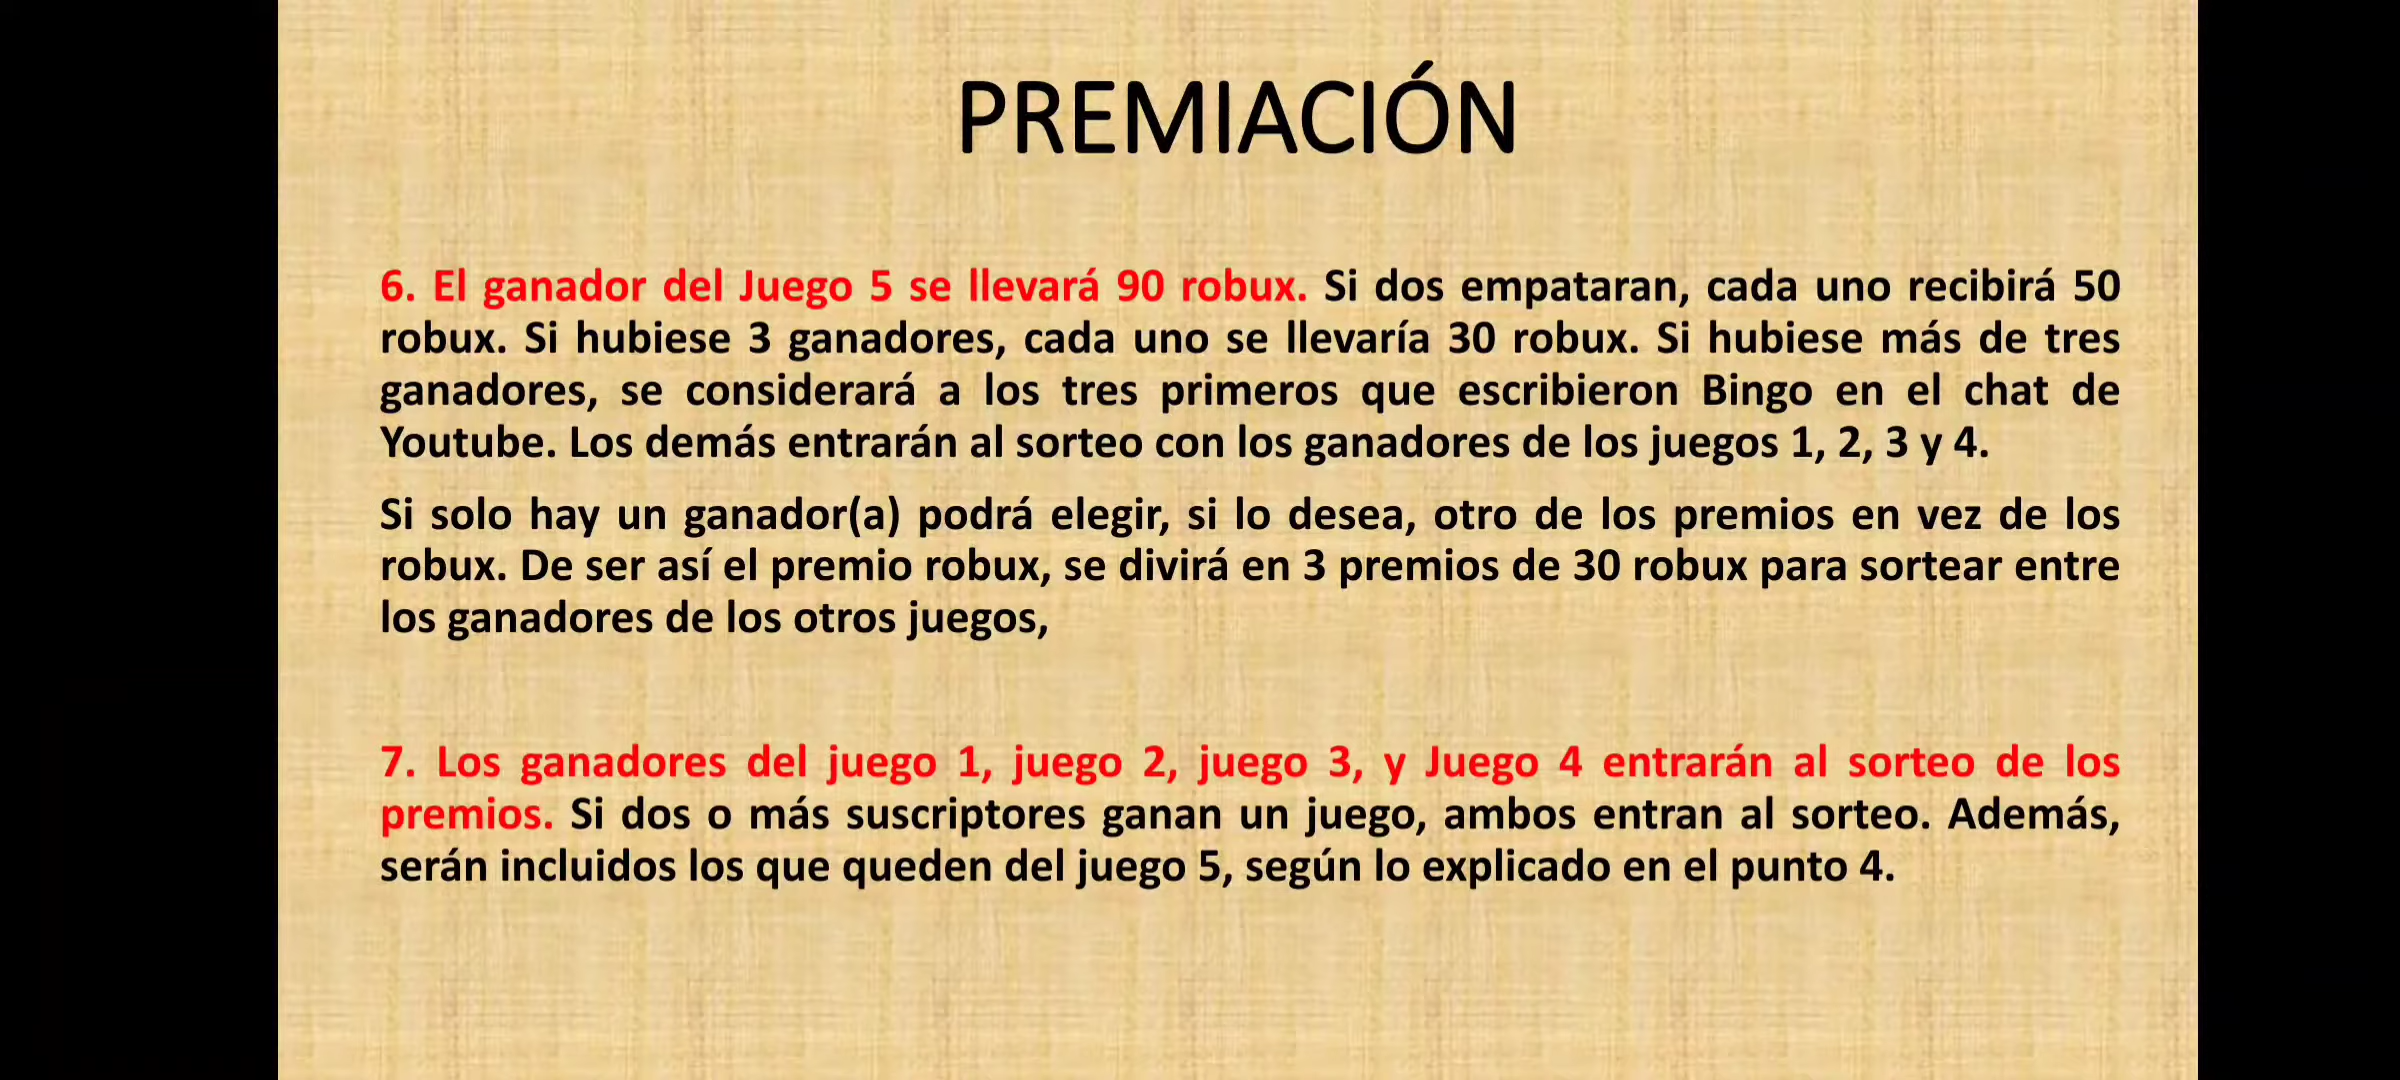 PREMIACIÓN
6. El ganador del Juego 5 se llevará 90 robux. Si dos empataran, cada uno recibirá 50
robux. Si hubiese 3 ganadores, cada uno se llevaría 30 robux. Si hubiese más de tres
ganadores, se considerará a los tres primeros que escribieron Bingo en el chat de
Youtube. Los demás entrarán al sorteo con los ganadores de los juegos 1, 2, 3 y 4.
Si solo hay un ganador(a) podrá elegir, si lo desea, otro de los premios en vez de los
robux. De ser así el premio robux, se divirá en 3 premios de 30 robux para sortear entre
los ganadores de los otros juegos,
7. Los ganadores del juego 1, juego 2, juego 3, y Juego 4 entrarán al sorteo de los
premios. Si dos o más suscriptores ganan un juego, ambos entran al sorteo. Además,
serán incluidos los que queden del juego 5, según lo explicado en el punto 4.